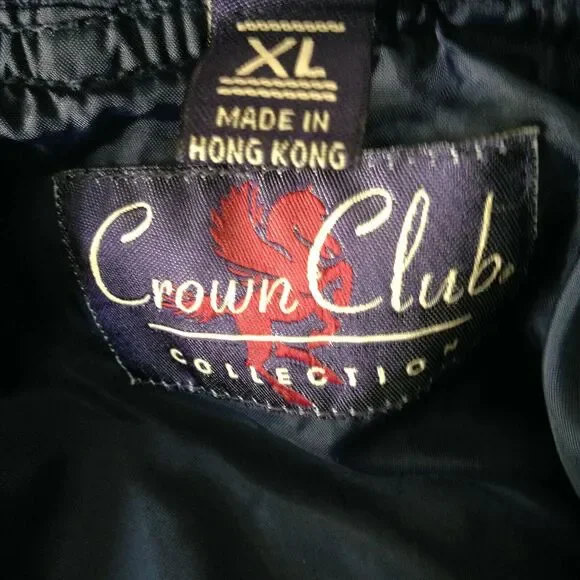 XL
MADE IN
HONG KONG
Crown Club
COLLECTION